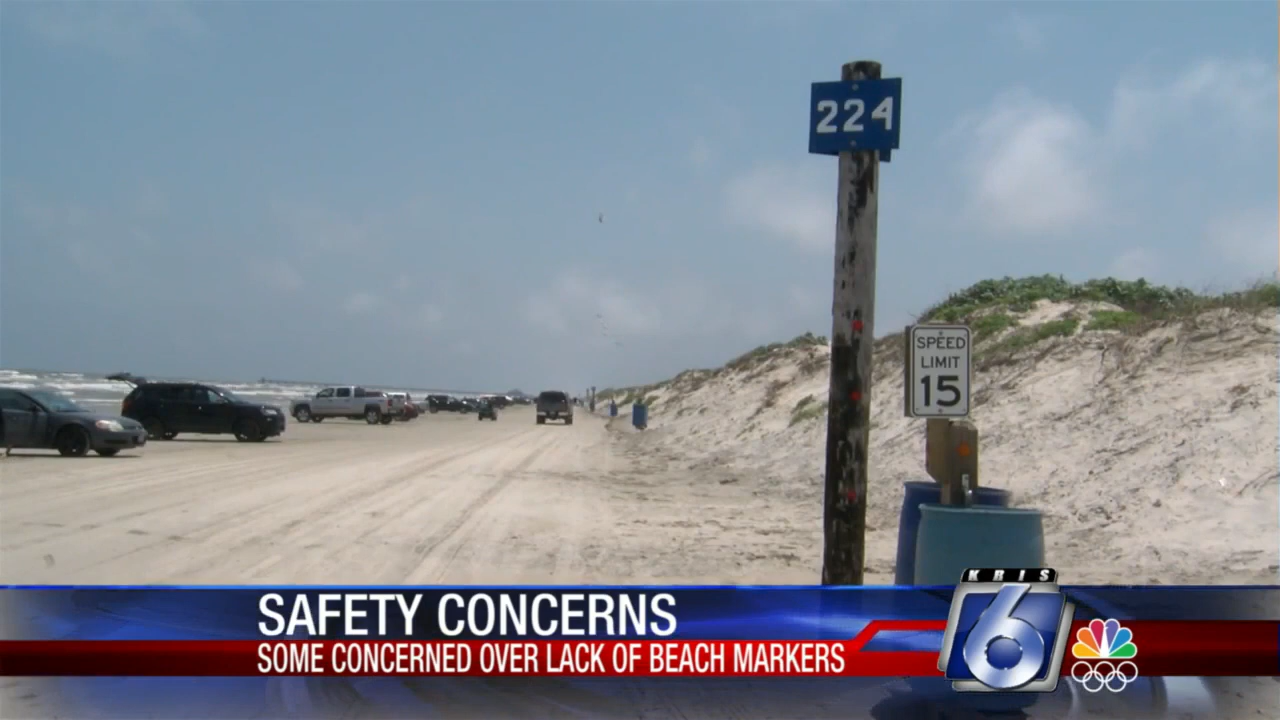 224
SPEED
LIMIT
15
SAFETY CONCERNS
SOME CONCERNED OVER LACK OF BEACH MARKERS
KRIS
6